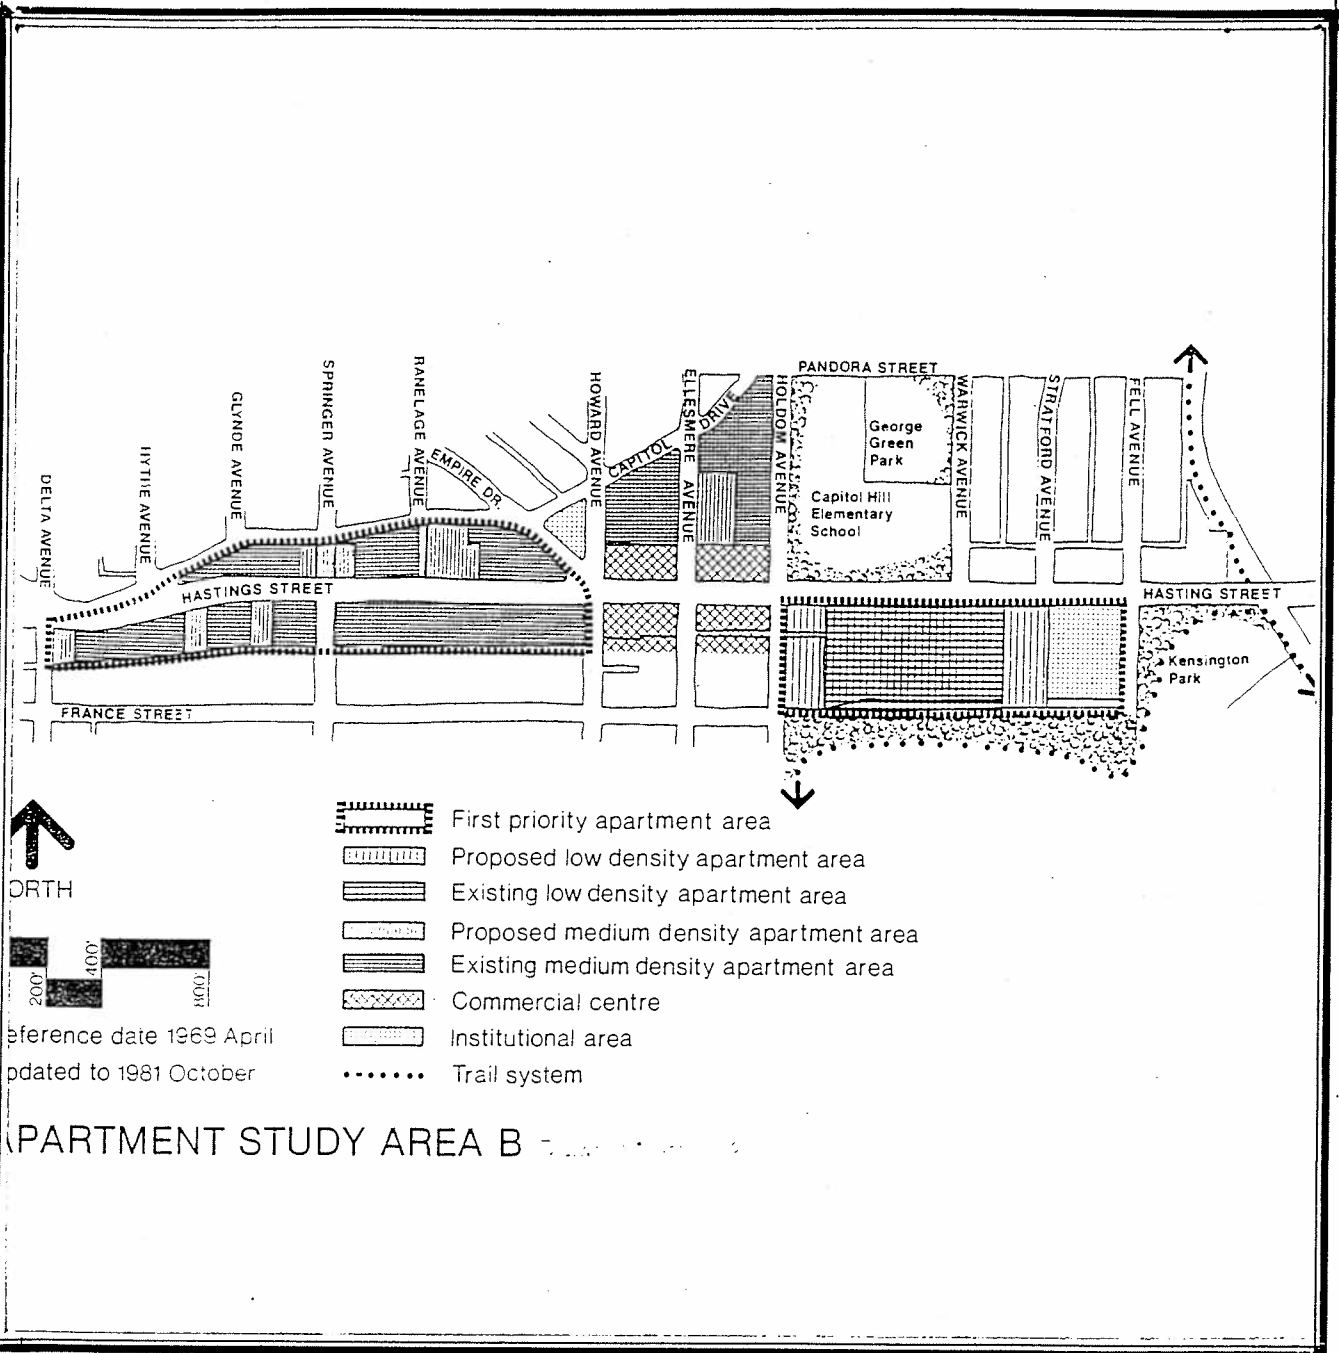 PANDORA STREET
DELTA AVENUE
HYTHE AVENUE
GLYNDE AVENUE
SPRINGER AVENUE
RANELAGE AVENUE
EMPIRE DR.
HOWARD AVENUE
CAPITOL DRIVE
ELLESMERE AVENUE
HOLDOM AVENUE
George
Green
Park
Capitol Hill
Elementary
School
WARWICK AVENUE
STRATFORD AVENUE
FELL AVENUE
HASTINGS STREET
HASTING STREET
Kensington
Park
FRANCE STREET
ORTH
200'
400'
800'
eference date 1969 April
pdated to 1981 October
First priority apartment area
Proposed low density apartment area
Existing low density apartment area
Proposed medium density apartment area
Existing medium density apartment area
Commercial centre
Institutional area
Trail system
APARTMENT STUDY AREA B